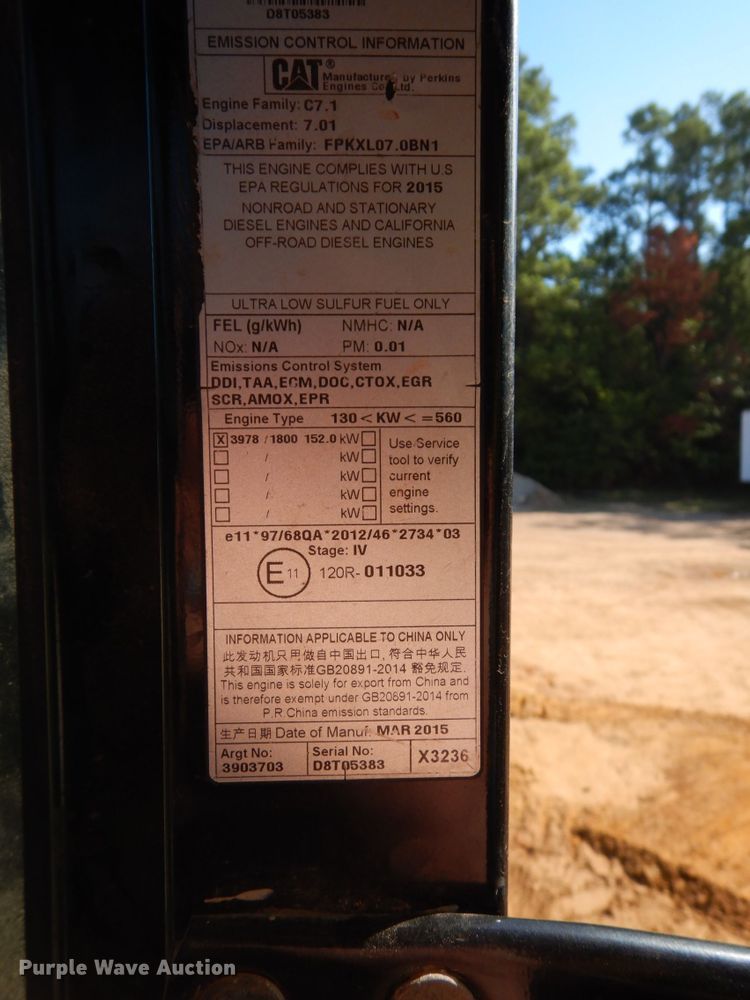 D8T05383
EMISSION CONTROL INFORMATION
CAT® Manufactured by Perkins
Engines Co Ltd.
Engine Family: C7.1
Displacement: 7.01
EPA/ARB Family: FPKXL07.0BN1
THIS ENGINE COMPLIES WITH U.S
EPA REGULATIONS FOR 2015
NONROAD AND STATIONARY
DIESEL ENGINES AND CALIFORNIA
OFF-ROAD DIESEL ENGINES
ULTRA LOW SULFUR FUEL ONLY
FEL (g/kWh) NMHC: N/A
NOx: N/A PM: 0.01
Emissions Control System
DDI,TAA,ECM,DOC,CTOX,EGR
SCR,AMOX,EPR
Engine Type 130 < KW < =560
X 3978 / 1800 152.0 kW
/ kW
/ kW
/ kW
/ kW
Use Service
tool to verify
current
engine
settings.
e11*97/68QA*2012/46*2734*03
Stage: IV
E 11 120R- 011033
INFORMATION APPLICABLE TO CHINA ONLY
此发动机只用做自中国出口, 符合中华人民
共和国国家标准GB20891-2014 豁免规定.
This engine is solely for export from China and
is therefore exempt under GB20891-2014 from
P.R China emission standards.
生产日期 Date of Manuf. MAR 2015
Argt No: Serial No:
3903703 D8T05383 X3236
Purple Wave Auction